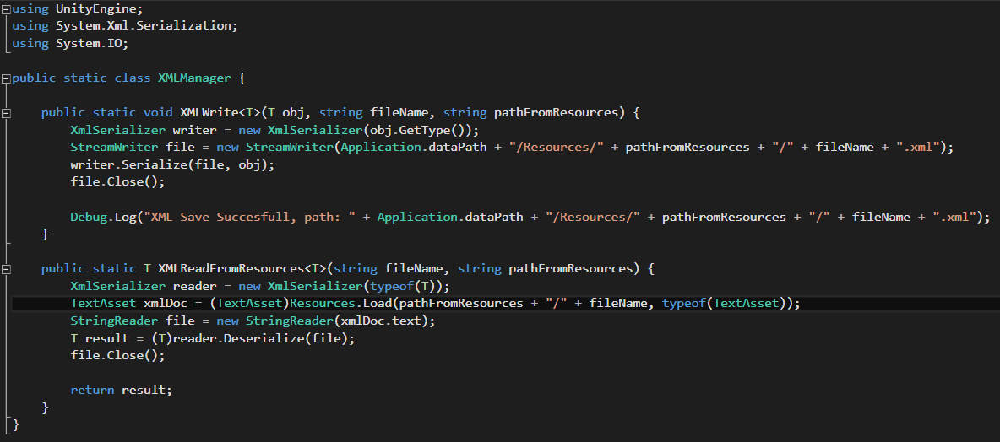 using UnityEngine;
using System.Xml.Serialization;
using System.IO;
public static class XMLManager {
public static void XMLWrite<T>(T obj, string fileName, string pathFromResources) {
XmlSerializer writer = new XmlSerializer(obj.GetType());
StreamWriter file = new StreamWriter(Application.dataPath + "/Resources/" + pathFromResources + "/" + fileName + ".xml");
writer.Serialize(file, obj);
file.Close();
Debug.Log("XML Save Succesfull, path: " + Application.dataPath + "/Resources/" + pathFromResources + "/" + fileName + ".xml");
}
public static T XMLReadFromResources<T>(string fileName, string pathFromResources) {
XmlSerializer reader = new XmlSerializer(typeof(T));
TextAsset xmlDoc = (TextAsset)Resources.Load(pathFromResources + "/" + fileName, typeof(TextAsset));
StringReader file = new StringReader(xmlDoc.text);
T result = (T)reader.Deserialize(file);
file.Close();
return result;
}
}